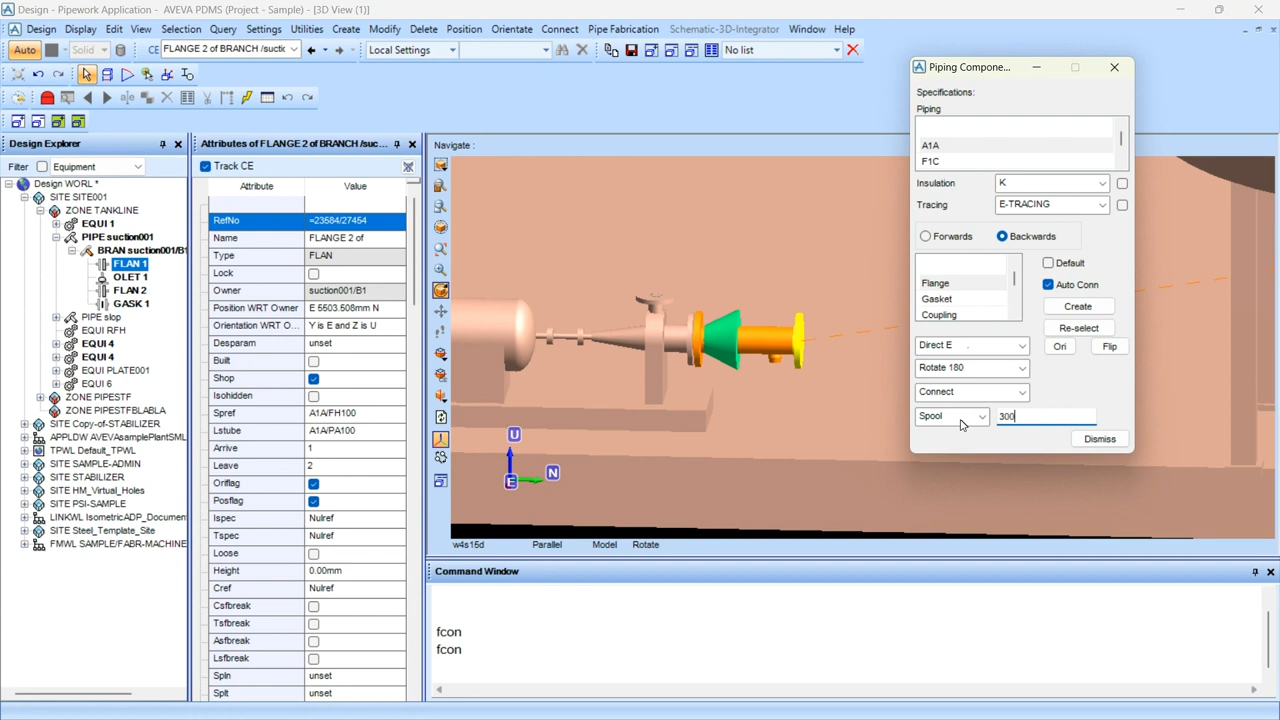 Design - Pipework Application - AVEVA PDMS (Project - Sample) - [3D View (1)]
Design Display Edit View Selection Query Settings Utilities Create Modify Delete Position Orientate Connect Pipe Fabrication Schematic-3D-Integrator Window Help
Auto Solid CE FLANGE 2 of BRANCH /suctic Local Settings No list
Design Explorer
Filter Equipment
Design WORL *
SITE SITE001
ZONE TANKLINE
EQUI 1
PIPE suction001
BRAN suction001/B1
FLAN 1
OLET 1
FLAN 2
GASK 1
PIPE slop
EQUI RFH
EQUI 4
EQUI 4
EQUI PLATE001
EQUI 6
ZONE PIPESTF
ZONE PIPESTFBLABLA
SITE Copy-of-STABILIZER
APPLDW AVEVAsamplePlantSML
TPWL Default_TPWL
SITE SAMPLE-ADMIN
SITE STABILIZER
SITE HM_Virtual_Holes
SITE PSI-SAMPLE
LINKWL IsometricADP_Document
SITE Steel_Template_Site
FMWL SAMPLE/FABR-MACHINE
Attributes of FLANGE 2 of BRANCH /suc...
Track CE
Attribute Value
RefNo =23584/27454
Name FLANGE 2 of
Type FLAN
Lock
Owner suction001/B1
Position WRT Owner E 5503.508mm N
Orientation WRT O... Y is E and Z is U
Desparam unset
Built
Shop
Isohidden
Spref A1A/FH100
Lstube A1A/PA100
Arrive 1
Leave 2
Oriflag
Posflag
Ispec Nulref
Tspec Nulref
Loose
Height 0.00mm
Cref Nulref
Csfbreak
Tsfbreak
Asfbreak
Lsfbreak
Spln unset
Splt unset
Navigate :
U
N
E
w4s15d Parallel Model Rotate
Command Window
fcon
fcon
Piping Compone...
Specifications:
Piping
A1A
F1C
Insulation K
Tracing E-TRACING
Forwards Backwards
Flange
Gasket
Coupling
Default
Auto Conn
Create
Re-select
Direct E Ori Flip
Rotate 180
Connect
Spool 300
Dismiss